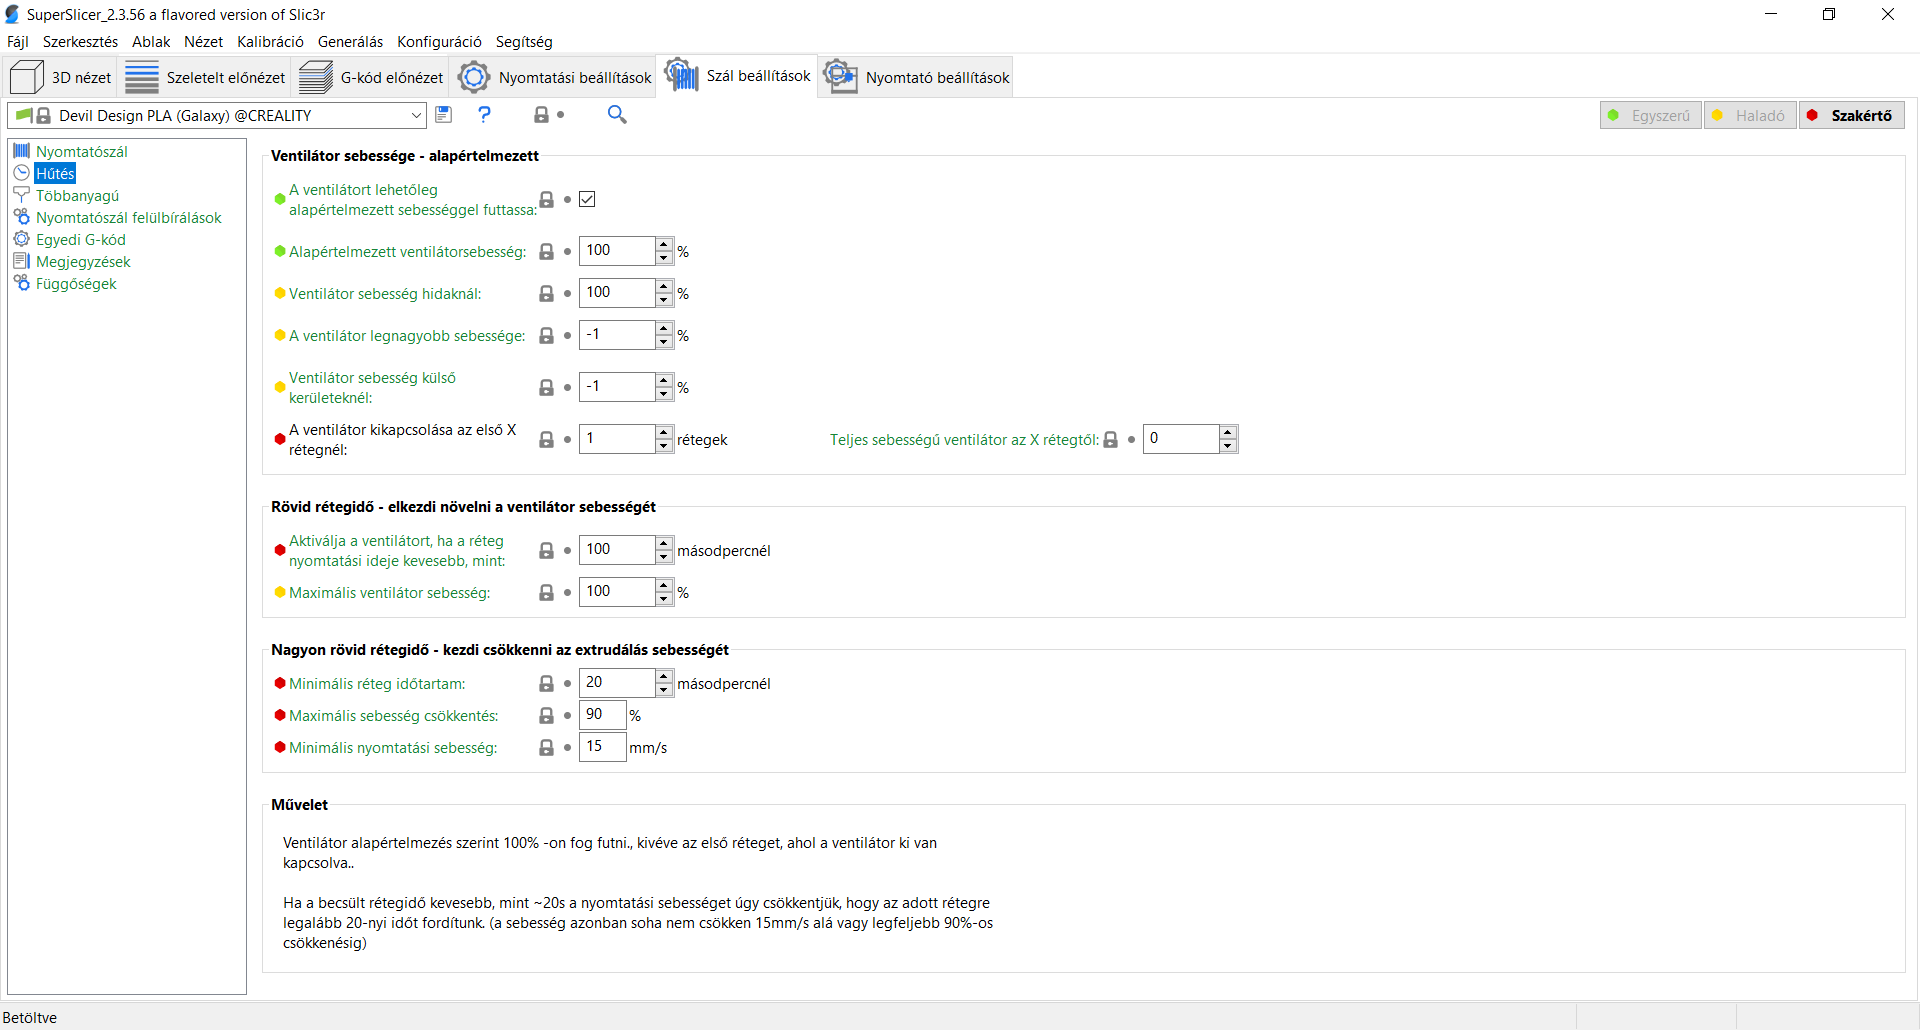 SuperSlicer_2.3.56 a flavored version of Slic3r
Fájl Szerkesztés Ablak Nézet Kalibráció Generálás Konfiguráció Segítség
3D nézet Szeletelt előnézet G-kód előnézet Nyomtatási beállítások Szál beállítások Nyomtató beállítások
Devil Design PLA (Galaxy) @CREALITY ? Egyszerű Haladó Szakértő
Nyomtatószál
Hűtés
Többanyagú
Nyomtatószál felülbírálások
Egyedi G-kód
Megjegyzések
Függőségek
Ventilátor sebessége - alapértelmezett
A ventilátort lehetőleg
alapértelmezett sebességgel futtassa:
Alapértelmezett ventilátorsebesség: 100 %
Ventilátor sebesség hidaknál: 100 %
A ventilátor legnagyobb sebessége: -1 %
Ventilátor sebesség külső
kerületeknél: -1 %
A ventilátor kikapcsolása az első X
rétegnél: 1 rétegek Teljes sebességű ventilátor az X rétegtől: 0
Rövid rétegidő - elkezdi növelni a ventilátor sebességét
Aktiválja a ventilátort, ha a réteg
nyomtatási ideje kevesebb, mint: 100 másodpercnél
Maximális ventilátor sebesség: 100 %
Nagyon rövid rétegidő - kezdi csökkenni az extrudálás sebességét
Minimális réteg időtartam: 20 másodpercnél
Maximális sebesség csökkentés: 90 %
Minimális nyomtatási sebesség: 15 mm/s
Művelet
Ventilátor alapértelmezés szerint 100% -on fog futni., kivéve az első réteget, ahol a ventilátor ki van
kapcsolva..
Ha a becsült rétegidő kevesebb, mint ~20s a nyomtatási sebességet úgy csökkentjük, hogy az adott rétegre
legalább 20-nyi időt fordítunk. (a sebesség azonban soha nem csökken 15mm/s alá vagy legfeljebb 90%-os
csökkenésig)
Betöltve